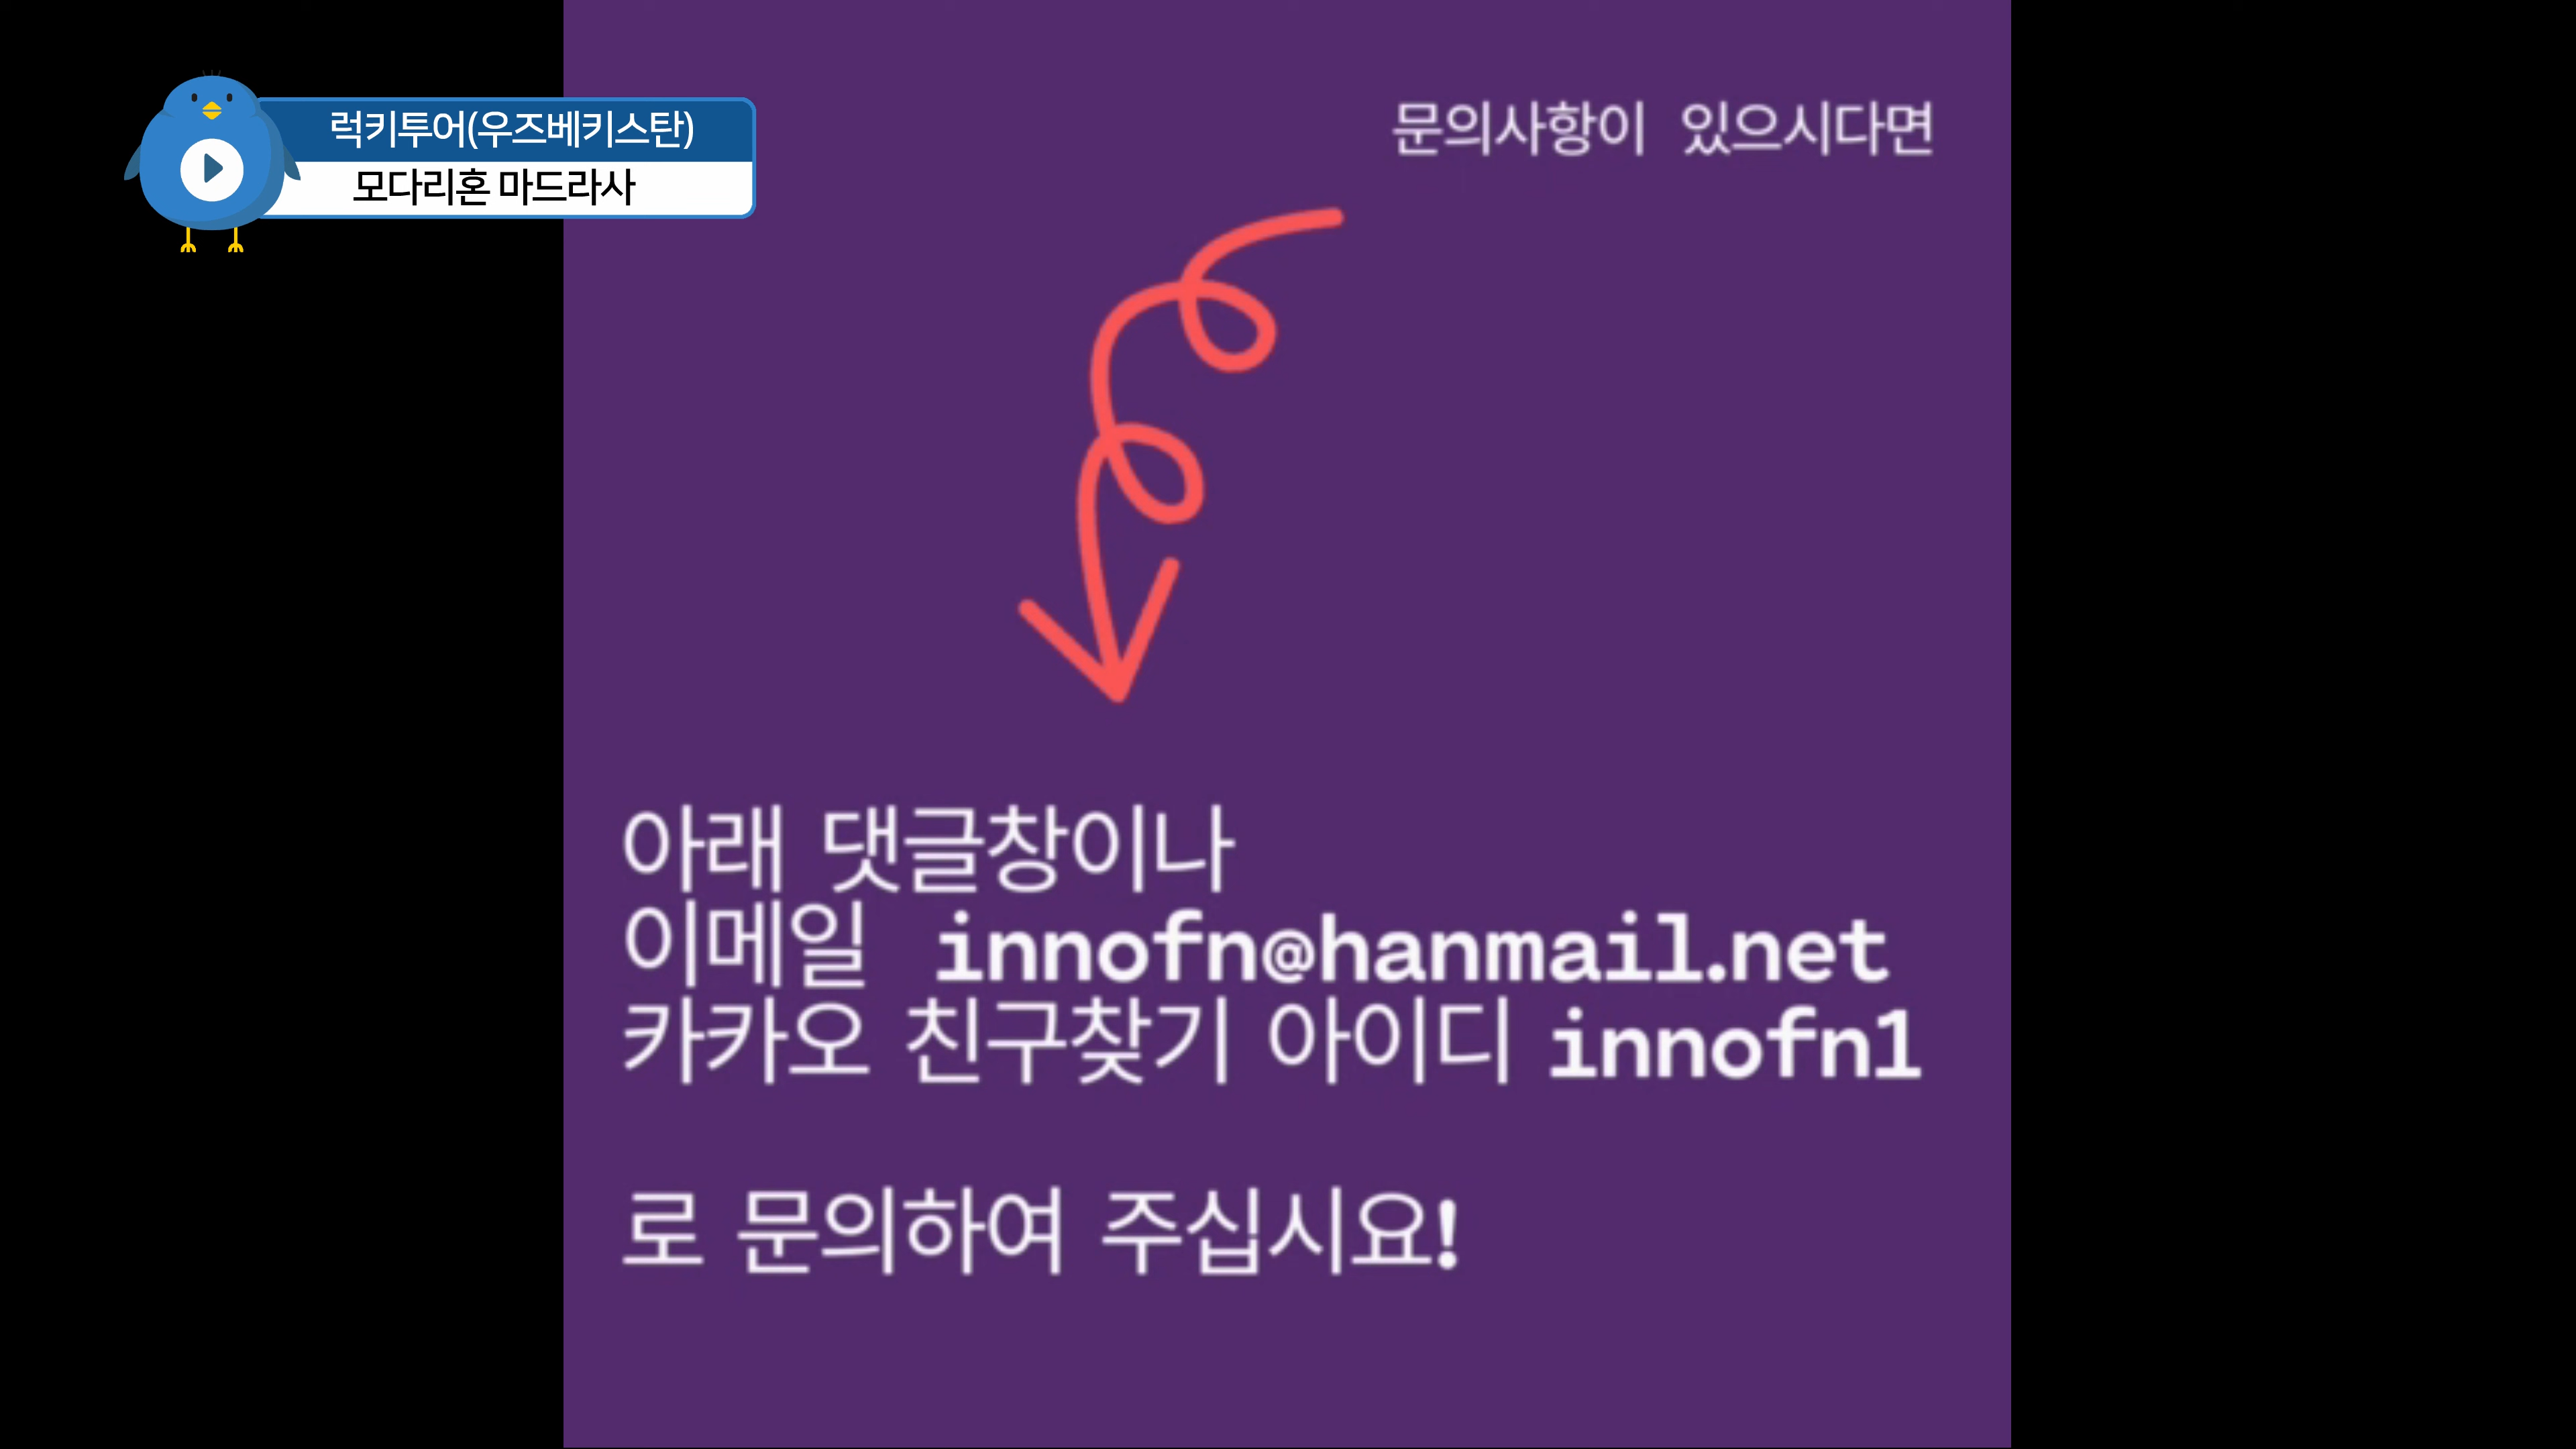 럭키투어(우즈베키스탄)
모다리혼 마드라사
문의사항이 있으시다면
아래 댓글창이나
이메일 innofn@hanmail.net
카카오 친구찾기 아이디 innofn1
로 문의하여 주십시요!